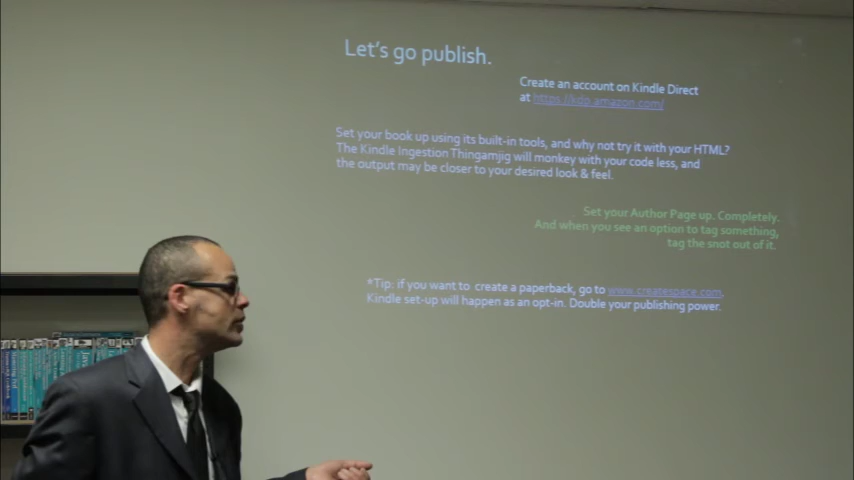 Let's go publish.
Create an account on Kindle Direct
at https://kdp.amazon.com/
Set your book up using its built-in tools, and why not try it with your HTML?
The Kindle Ingestion Thingamjig will monkey with your code less, and
the output may be closer to your desired look & feel.
Set your Author Page up. Completely.
And when you see an option to tag something,
tag the snot out of it.
*Tip: if you want to create a paperback, go to www.createspace.com.
Kindle set-up will happen as an opt-in. Double your publishing power.